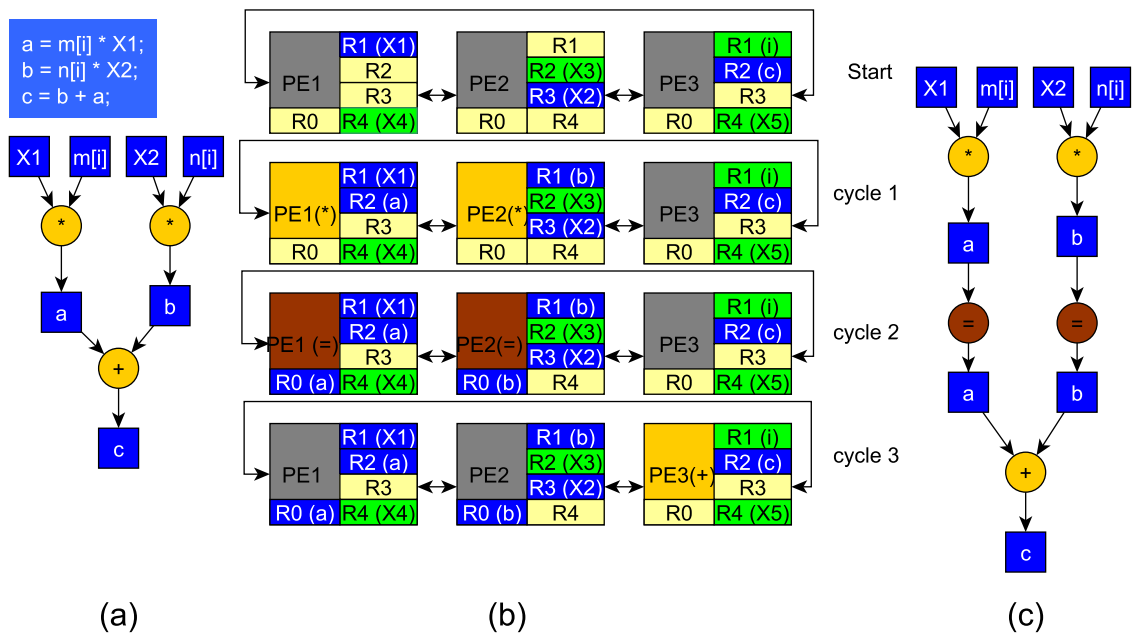 a = m[i] * X1;
b = n[i] * X2;
c = b + a;
X1 m[i] X2 n[i]
* *
a b
+
c
(a)
PE1 R1 (X1) R2 R3 R0 R4 (X4)
PE2 R1 R2 (X3) R3 (X2) R0 R4
PE3 R1 (i) R2 (c) R3 R0 R4 (X5)
Start
PE1(*) R1 (X1) R2 (a) R3 R0 R4 (X4)
PE2(*) R1 (b) R2 (X3) R3 (X2) R0 R4
PE3 R1 (i) R2 (c) R3 R0 R4 (X5)
cycle 1
PE1 (=) R1 (X1) R2 (a) R3 R0 (a) R4 (X4)
PE2(=) R1 (b) R2 (X3) R3 (X2) R0 (b) R4
PE3 R1 (i) R2 (c) R3 R0 R4 (X5)
cycle 2
PE1 R1 (X1) R2 (a) R3 R0 (a) R4 (X4)
PE2 R1 (b) R2 (X3) R3 (X2) R0 (b) R4
PE3(+) R1 (i) R2 (c) R3 R0 R4 (X5)
cycle 3
(b)
X1 m[i] X2 n[i]
* *
a b
= =
a b
+
c
(c)